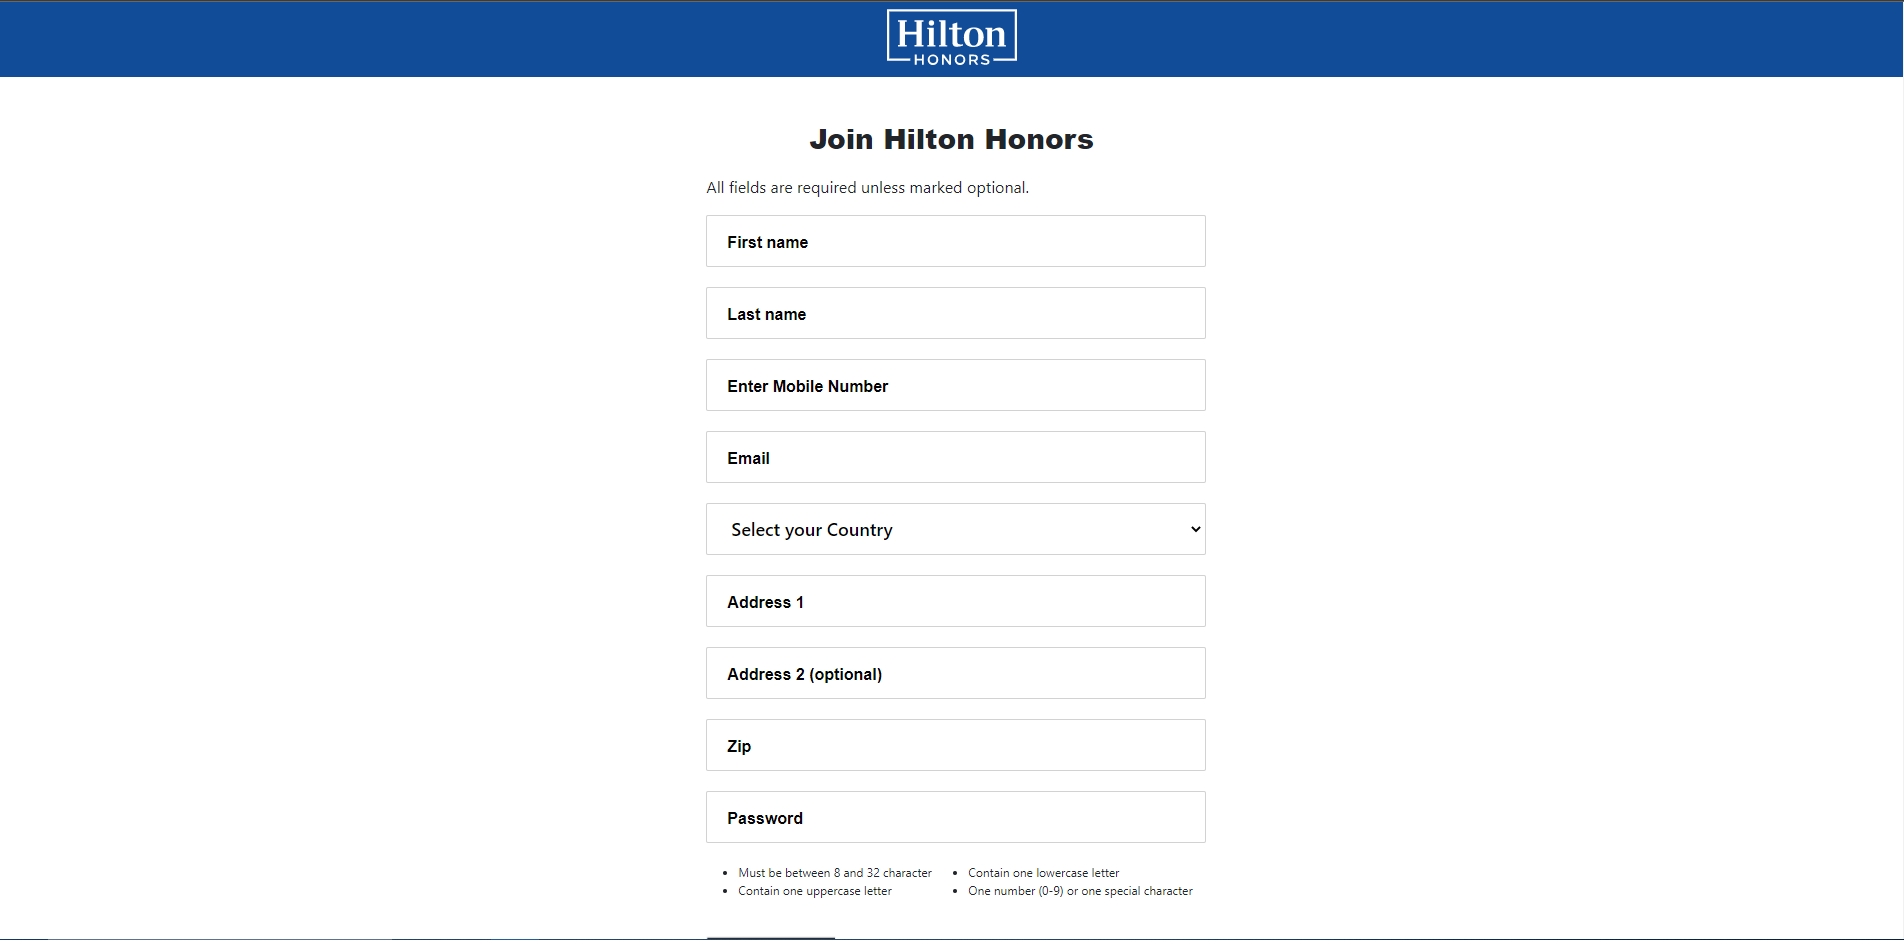 Hilton
HONORS
Join Hilton Honors
All fields are required unless marked optional.
First name
Last name
Enter Mobile Number
Email
Select your Country
Address 1
Address 2 (optional)
Zip
Password
Must be between 8 and 32 character
Contain one uppercase letter
Contain one lowercase letter
One number (0-9) or one special character